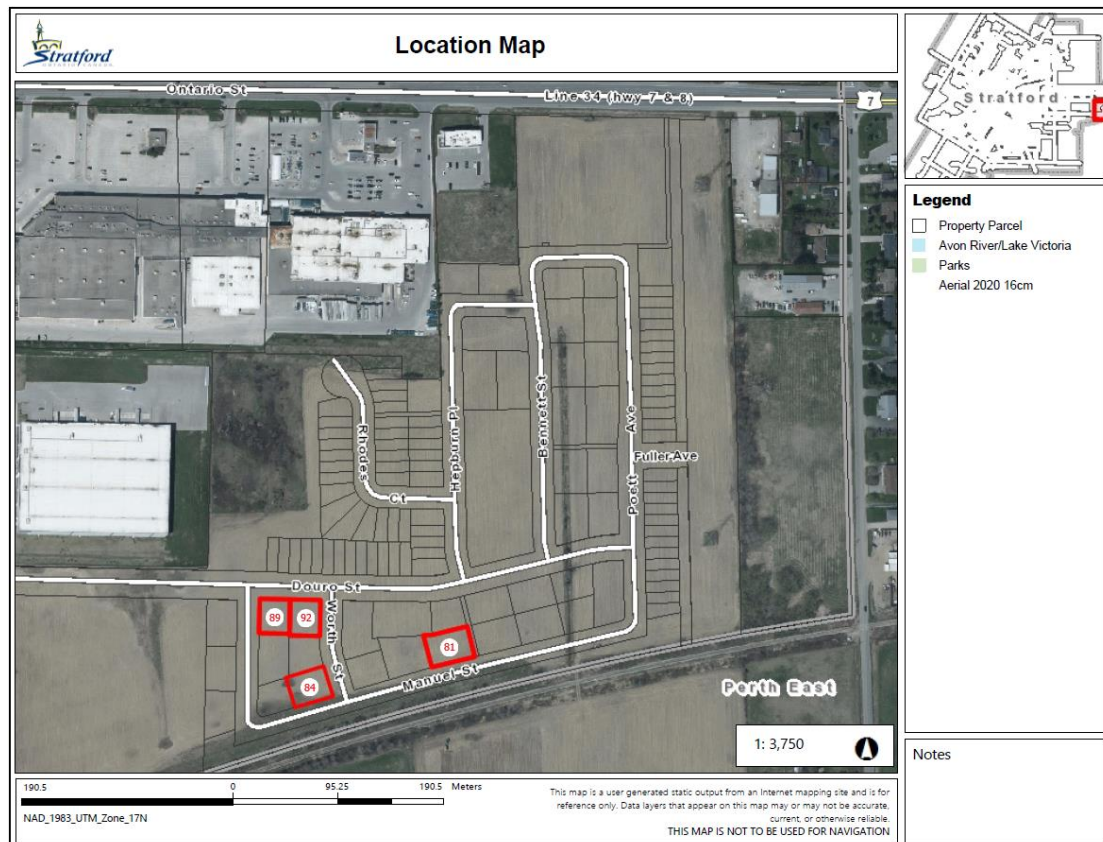 Stratford
ONTARIO CANADA
Location Map
Ontario St
Line 34 (hwy 7 & 8)
7
Rhodes
Ct
Hepburn Pl
Bennett St
Poett Ave
Fuller Ave
Douro St
Worth St
89
92
81
84
Manuel St
Perth East
1: 3,750
Stratford
Legend
Property Parcel
Avon River/Lake Victoria
Parks
Aerial 2020 16cm
Notes
190.5 0 95.25 190.5 Meters
NAD_1983_UTM_Zone_17N
This map is a user generated static output from an Internet mapping site and is for
reference only. Data layers that appear on this map may or may not be accurate,
current, or otherwise reliable.
THIS MAP IS NOT TO BE USED FOR NAVIGATION